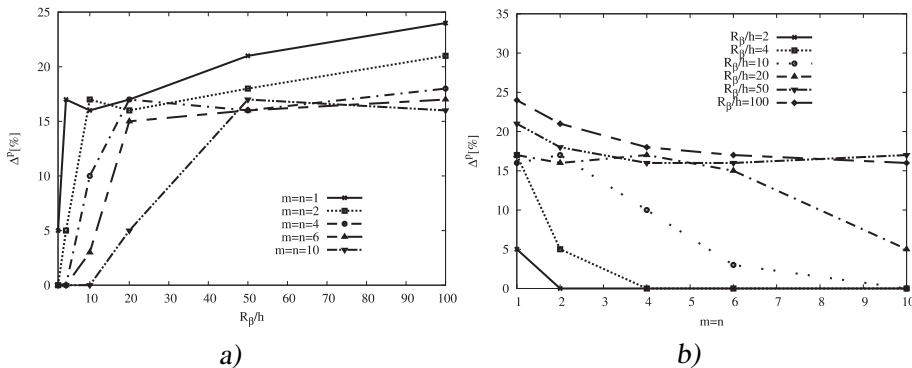 25
20
15
10
5
0
Δᵖ[%]
m=n=1
m=n=2
m=n=4
m=n=6
m=n=10
10 20 30 40 50 60 70 80 90 100
Rᵦ/h
a)
35
30
25
20
15
10
5
0
Δᵖ[%]
Rᵦ/h=2
Rᵦ/h=4
Rᵦ/h=10
Rᵦ/h=20
Rᵦ/h=50
Rᵦ/h=100
1 2 3 4 5 6 7 8 9 10
m=n
b)